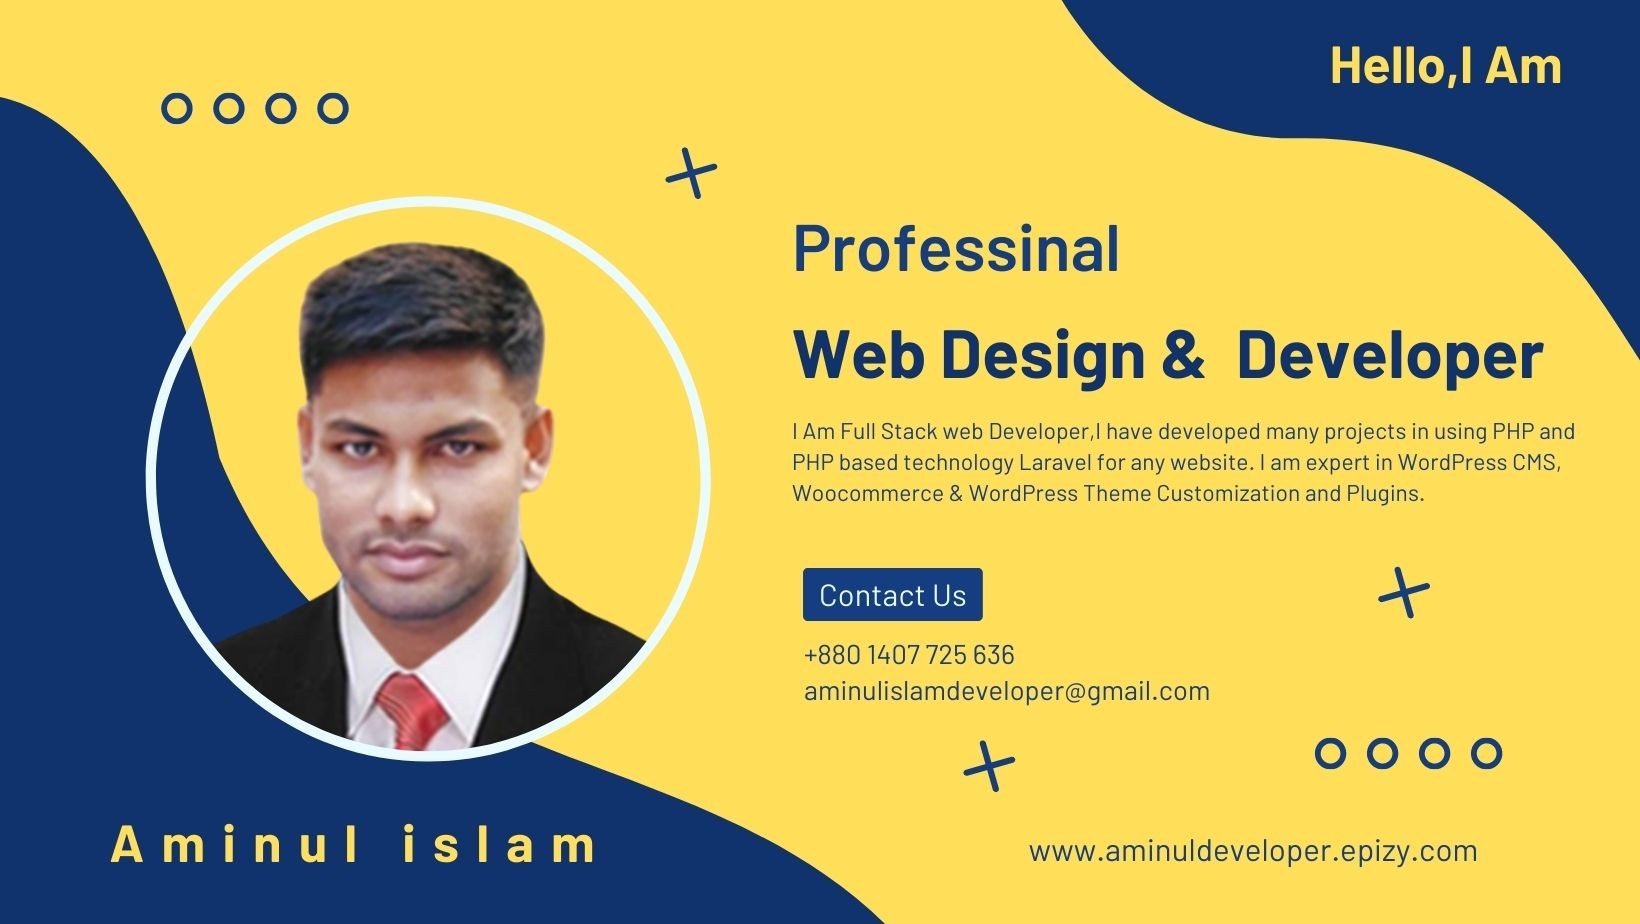 Hello,I Am
Professinal
Web Design &  Developer
I Am Full Stack web Developer,I have developed many projects in using PHP and
PHP based technology Laravel for any website. I am expert in WordPress CMS,
Woocommerce & WordPress Theme Customization and Plugins.
Contact Us
+880 1407 725 636
aminulislamdeveloper@gmail.com
Aminul islam
www.aminuldeveloper.epizy.com